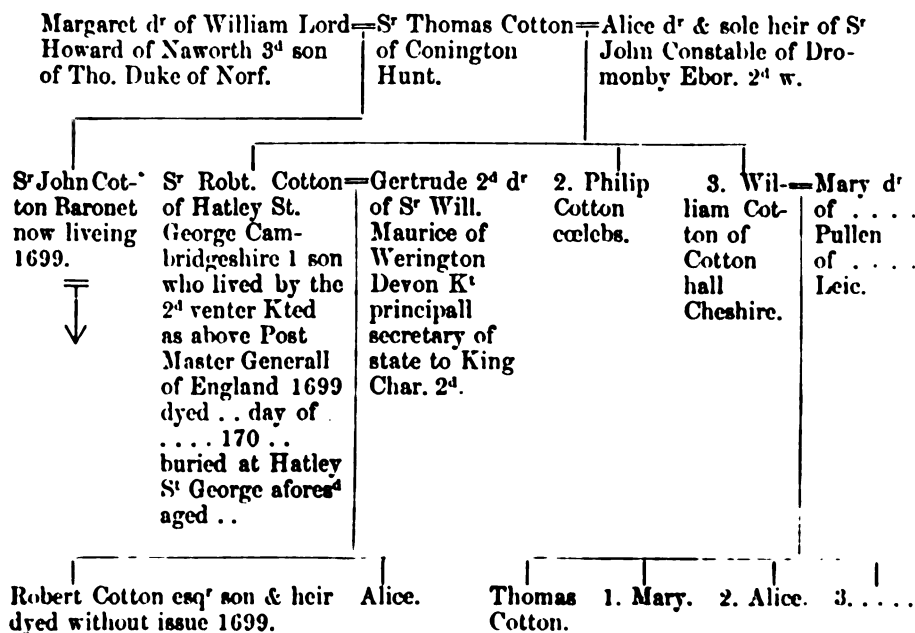 Margaret dʳ of William Lord
Howard of Naworth 3ᵈ son
of Tho. Duke of Norf.
Sʳ Thomas Cotton
of Conington
Hunt.
Alice dʳ & sole heir of Sʳ
John Constable of Dro-
monby Ebor. 2ᵈ w.
Sʳ John Cot-
ton Baronet
now liveing
1699.
Sʳ Robt. Cotton
of Hatley St.
George Cam-
bridgeshire 1 son
who lived by the
2ᵈ venter Kted
as above Post
Master Generall
of England 1699
dyed . . day of
. . . . 170 . .
buried at Hatley
Sᵗ George aforesᵈ
aged . .
Gertrude 2ᵈ dʳ
of Sʳ Will.
Maurice of
Werington
Devon Kᵗ
principall
secretary of
state to King
Char. 2ᵈ.
2. Philip
Cotton
cœlebs.
3. Wil-
liam Cot-
ton of
Cotton
hall
Cheshire.
Mary dʳ
of . . . .
Pullen
of . . . .
Leic.
Robert Cotton esqʳ son & heir
dyed without issue 1699.
Alice.
Thomas
Cotton.
1. Mary.
2. Alice.
3. . . . .